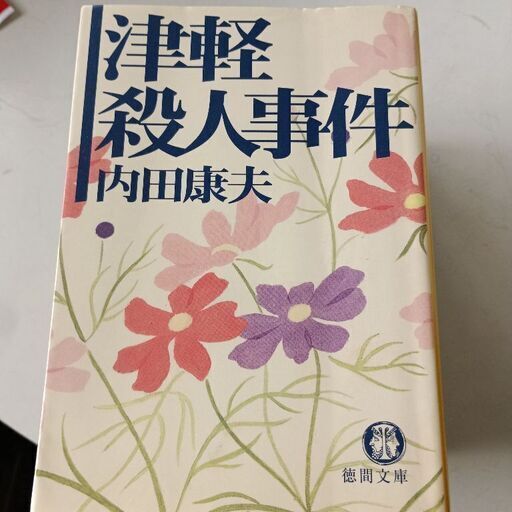 津軽
殺人事件
内田康夫
徳間文庫